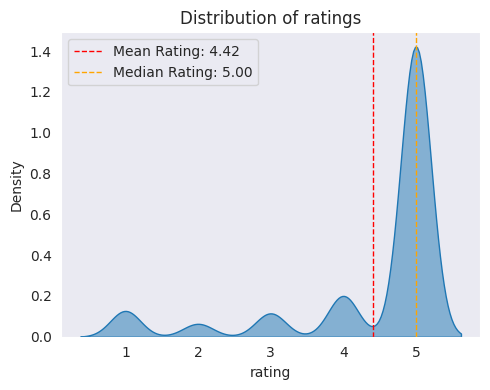 Distribution of ratings
Mean Rating: 4.42
Median Rating: 5.00
1.4
1.2
1.0
0.8
0.6
0.4
0.2
0.0
Density
1 2 3 4 5
rating